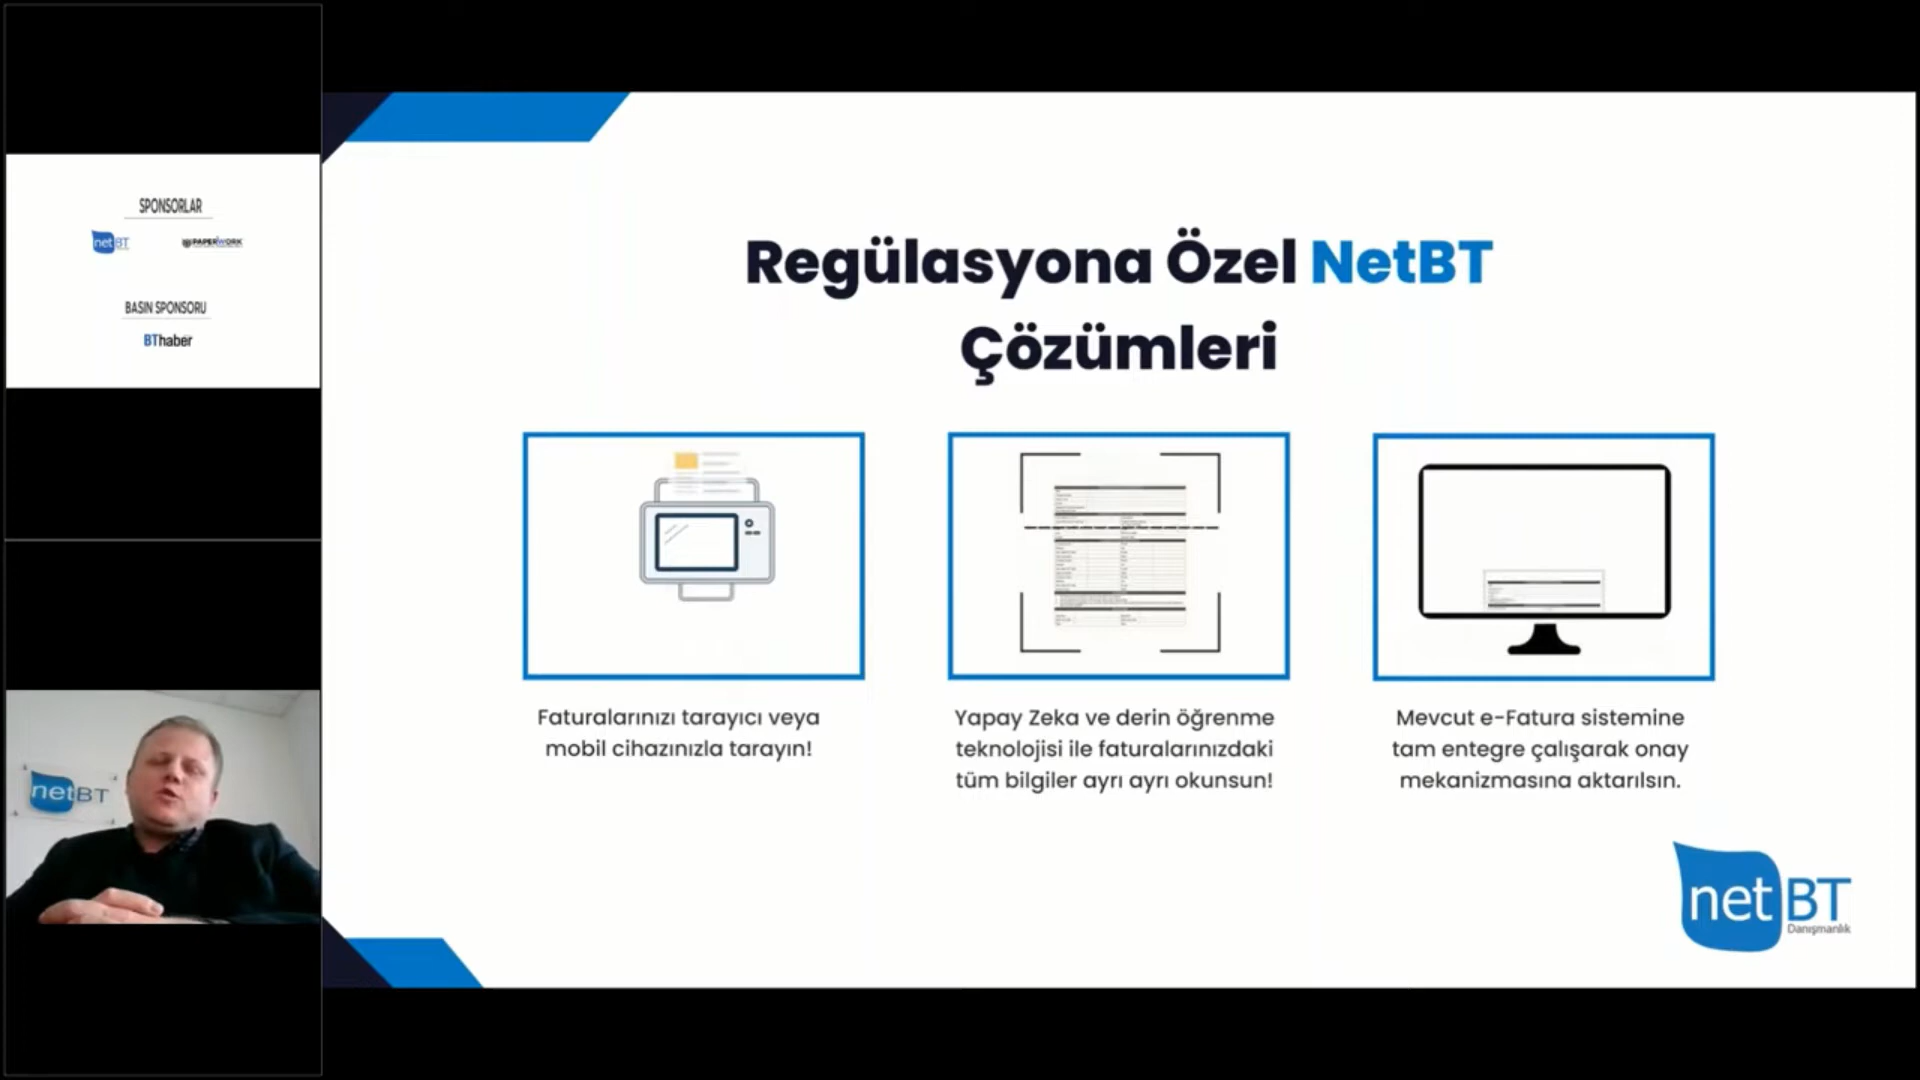 SPONSORLAR
netBT
PAPERWORK
BASIN SPONSORU
BThaber
netBT
Regülasyona Özel NetBT
Çözümleri
Faturalarınızı tarayıcı veya
mobil cihazınızla tarayın!
Yapay Zeka ve derin öğrenme
teknolojisi ile faturalarınızdaki
tüm bilgiler ayrı ayrı okunsun!
Mevcut e-Fatura sistemine
tam entegre çalışarak onay
mekanizmasına aktarılsın.
netBT
Danışmanlık